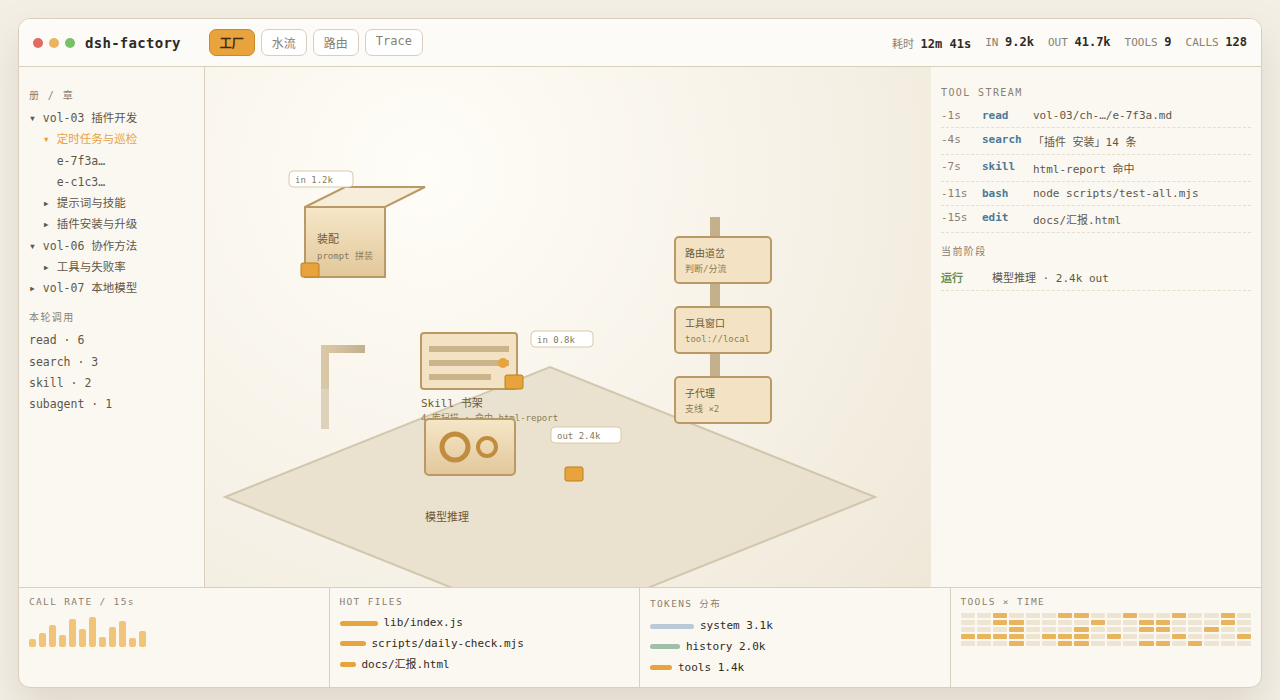 dsh-factory
工厂
水流
路由
Trace
耗时 12m 41s
IN 9.2k
OUT 41.7k
TOOLS 9
CALLS 128
册 / 章
▾ vol-03 插件开发
▾ 定时任务与巡检
e-7f3a…
e-c1c3…
▸ 提示词与技能
▸ 插件安装与升级
▾ vol-06 协作方法
▸ 工具与失败率
▸ vol-07 本地模型
本轮调用
read · 6
search · 3
skill · 2
subagent · 1
in 1.2k
装配
prompt 拼装
in 0.8k
Skill 书架
html-report
out 2.4k
模型推理
路由道岔
判断/分流
工具窗口
tool://local
子代理
支线 ×2
TOOL STREAM
-1s read vol-03/ch-…/e-7f3a.md
-4s search 「插件 安装」14 条
-7s skill html-report 命中
-11s bash node scripts/test-all.mjs
-15s edit docs/汇报.html
当前阶段
运行 模型推理 · 2.4k out
CALL RATE / 15s
HOT FILES
lib/index.js
scripts/daily-check.mjs
docs/汇报.html
TOKENS 分布
system 3.1k
history 2.0k
tools 1.4k
TOOLS × TIME